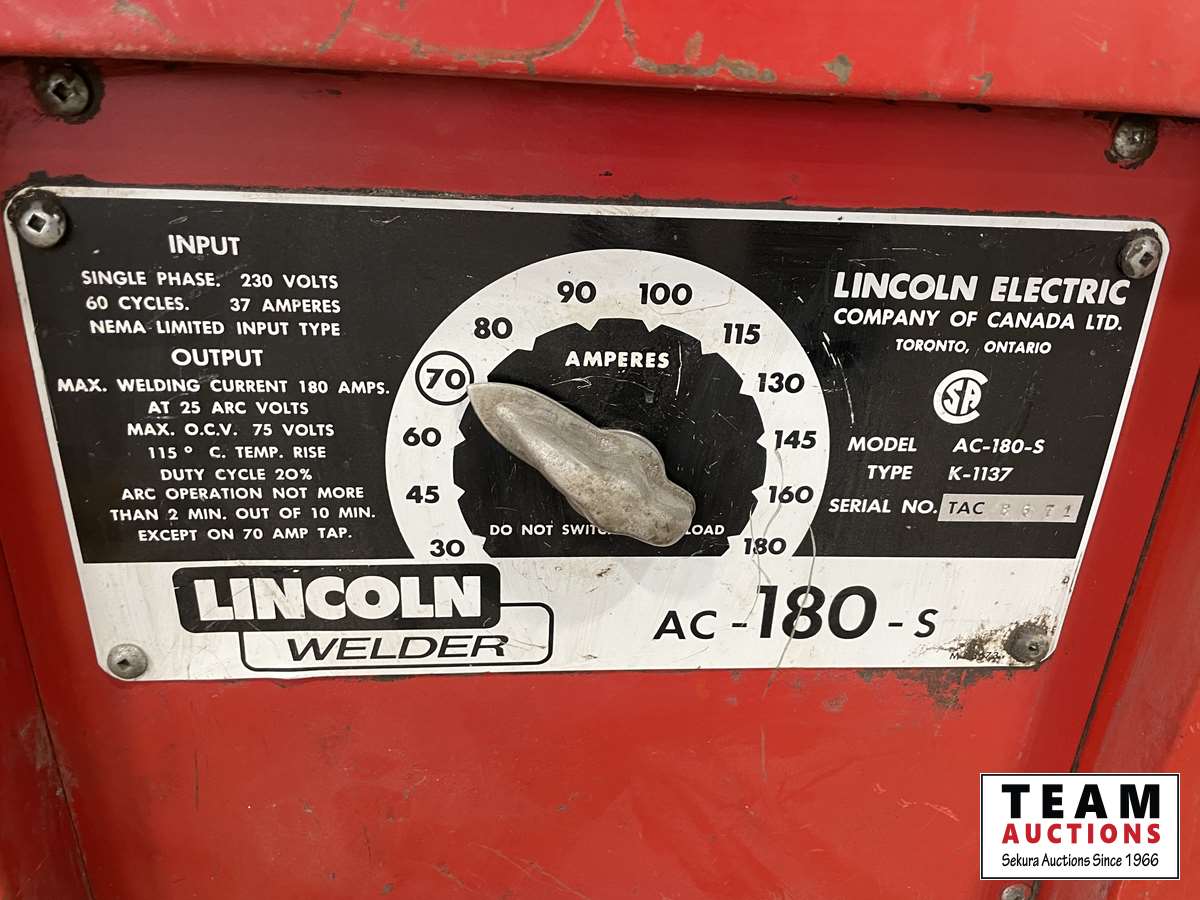 INPUT
SINGLE PHASE. 230 VOLTS
60 CYCLES. 37 AMPERES
NEMA LIMITED INPUT TYPE
OUTPUT
MAX. WELDING CURRENT 180 AMPS.
AT 25 ARC VOLTS
MAX. O.C.V. 75 VOLTS
115° C. TEMP. RISE
DUTY CYCLE 20%
ARC OPERATION NOT MORE
THAN 2 MIN. OUT OF 10 MIN.
EXCEPT ON 70 AMP TAP.
30
45
60
70
80
90
100
115
130
145
160
180
AMPERES
DO NOT LOAD
LINCOLN ELECTRIC
COMPANY OF CANADA LTD.
TORONTO, ONTARIO
CSA
MODEL AC-180-S
TYPE K-1137
SERIAL NO. TAC
LINCOLN
WELDER
AC-180-S
TEAM
AUCTIONS
Sekura Auctions Since 1966